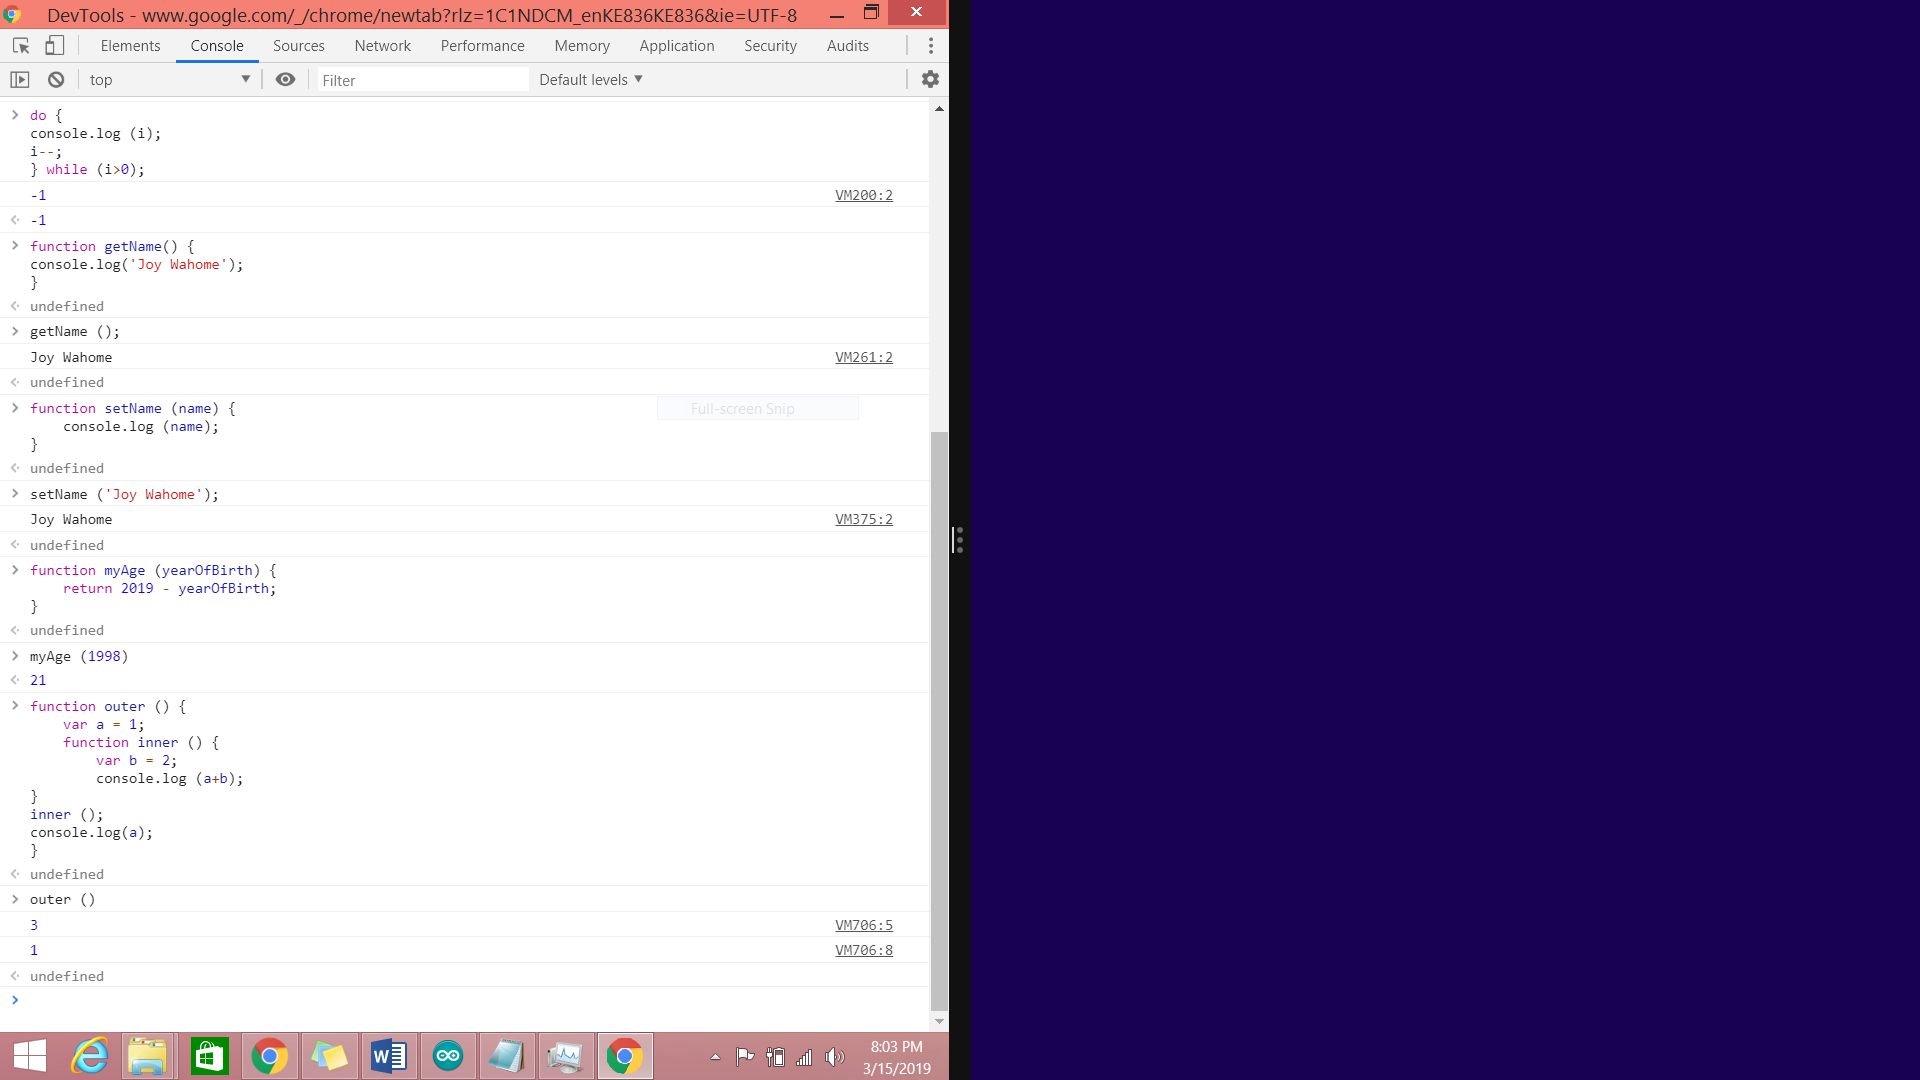 DevTools - www.google.com/_/chrome/newtab?rlz=1C1NDCM_enKE836KE836&ie=UTF-8
Elements Console Sources Network Performance Memory Application Security Audits
top Filter Default levels
do {
console.log (i);
i--;
} while (i>0);
-1 VM200:2
-1
function getName() {
console.log('Joy Wahome');
}
undefined
getName ();
Joy Wahome VM261:2
undefined
function setName (name) {
Full-screen Snip
console.log (name);
}
undefined
setName ('Joy Wahome');
Joy Wahome VM375:2
undefined
function myAge (yearOfBirth) {
return 2019 - yearOfBirth;
}
undefined
myAge (1998)
21
function outer () {
var a = 1;
function inner () {
var b = 2;
console.log (a+b);
}
inner ();
console.log(a);
}
undefined
outer ()
3 VM706:5
1 VM706:8
undefined
8:03 PM
3/15/2019